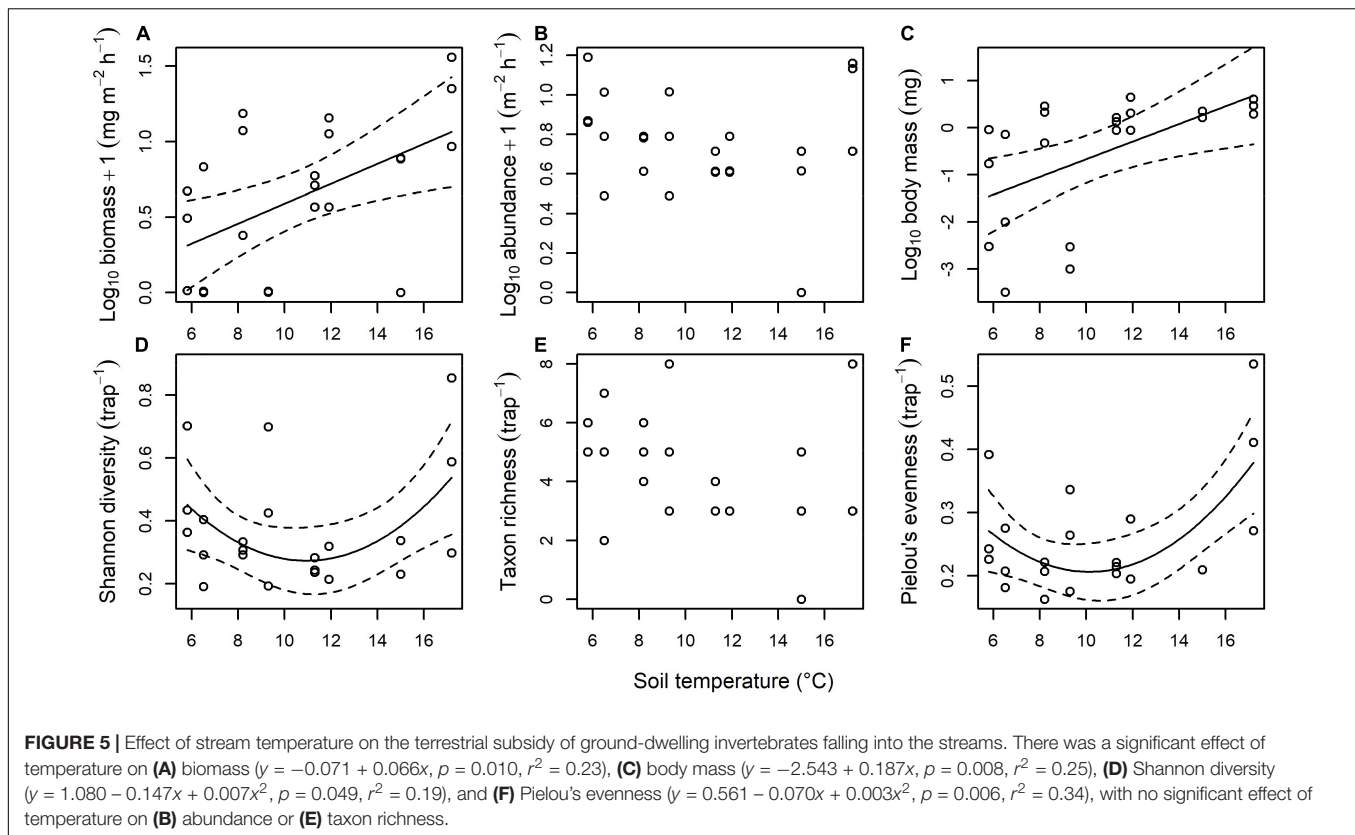 A
B
C
Log₁₀ biomass + 1 (mg m⁻² h⁻¹)
0.0 0.5 1.0 1.5
6 8 10 12 14 16
Log₁₀ abundance + 1 (m⁻² h⁻¹)
0.0 0.2 0.4 0.6 0.8 1.0 1.2
6 8 10 12 14 16
Log₁₀ body mass (mg)
-3 -2 -1 0 1
6 8 10 12 14 16
D
E
F
Shannon diversity (trap⁻¹)
0.2 0.4 0.6 0.8
6 8 10 12 14 16
Taxon richness (trap⁻¹)
0 2 4 6 8
6 8 10 12 14 16
Pielou's evenness (trap⁻¹)
0.2 0.3 0.4 0.5
6 8 10 12 14 16
Soil temperature (°C)
FIGURE 5 | Effect of stream temperature on the terrestrial subsidy of ground-dwelling invertebrates falling into the streams. There was a significant effect of
temperature on (A) biomass (y = −0.071 + 0.066x, p = 0.010, r² = 0.23), (C) body mass (y = −2.543 + 0.187x, p = 0.008, r² = 0.25), (D) Shannon diversity
(y = 1.080 – 0.147x + 0.007x², p = 0.049, r² = 0.19), and (F) Pielou's evenness (y = 0.561 – 0.070x + 0.003x², p = 0.006, r² = 0.34), with no significant effect of
temperature on (B) abundance or (E) taxon richness.